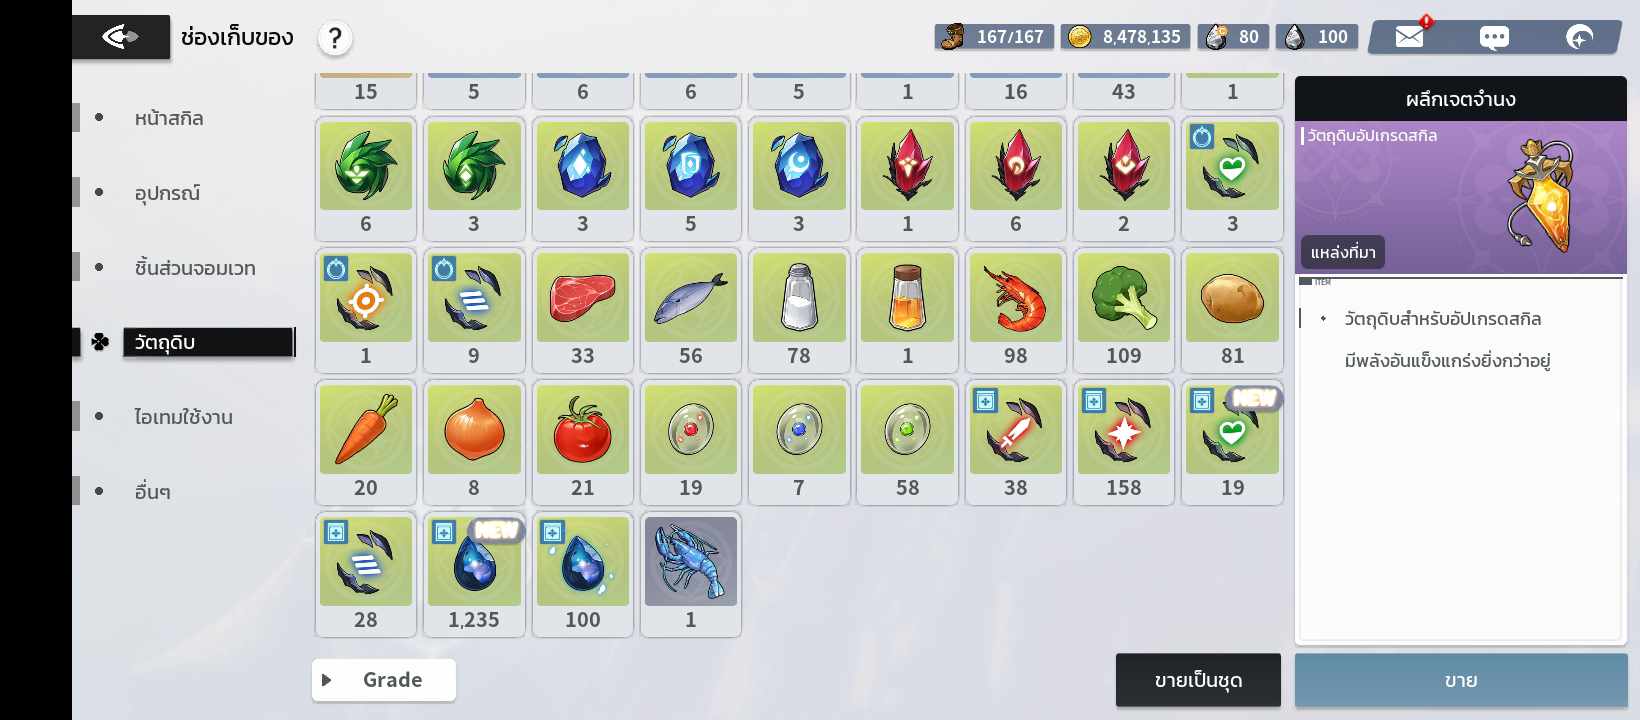 ช่องเก็บของ
?
167/167
8,478,135
80
100
หน้าสกิล
อุปกรณ์
ชิ้นส่วนจอมเวท
วัตถุดิบ
ไอเทมใช้งาน
อื่นๆ
15 5 6 6 5 1 16 43 1
6 3 3 5 3 1 6 2 3
1 9 33 56 78 1 98 109 81
NEW
20 8 21 19 7 58 38 158 19
NEW
28 1,235 100 1
Grade
ขายเป็นชุด
ผลึกเจตจำนง
วัตถุดิบอัปเกรดสกิล
แหล่งที่มา
ITEM
วัตถุดิบสำหรับอัปเกรดสกิล
มีพลังอันแข็งแกร่งยิ่งกว่าอยู่
ขาย